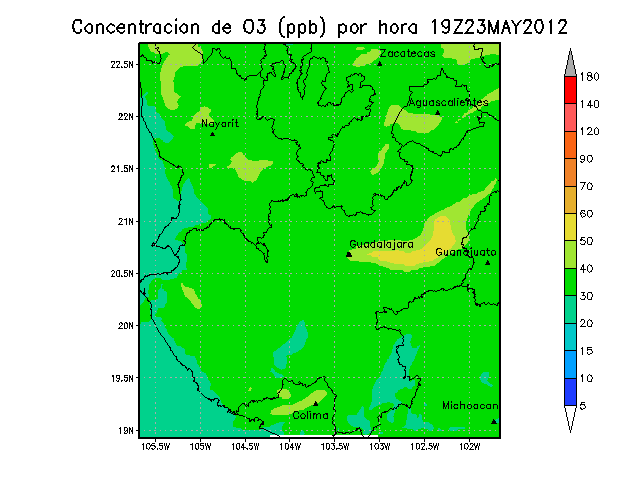 Concentracion de O3 (ppb) por hora 19Z23MAY2012
Zacatecas
22.5N
180
140
Aguascalientes
22N
Nayarit
120
90
21.5N
70
21N
60
50
Guadalajara
Guanajuato
20.5N
40
30
20N
20
15
19.5N
10
Michoacan
5
Colima
19N
105.5W
105W
104.5W
104W
103.5W
103W
102.5W
102W